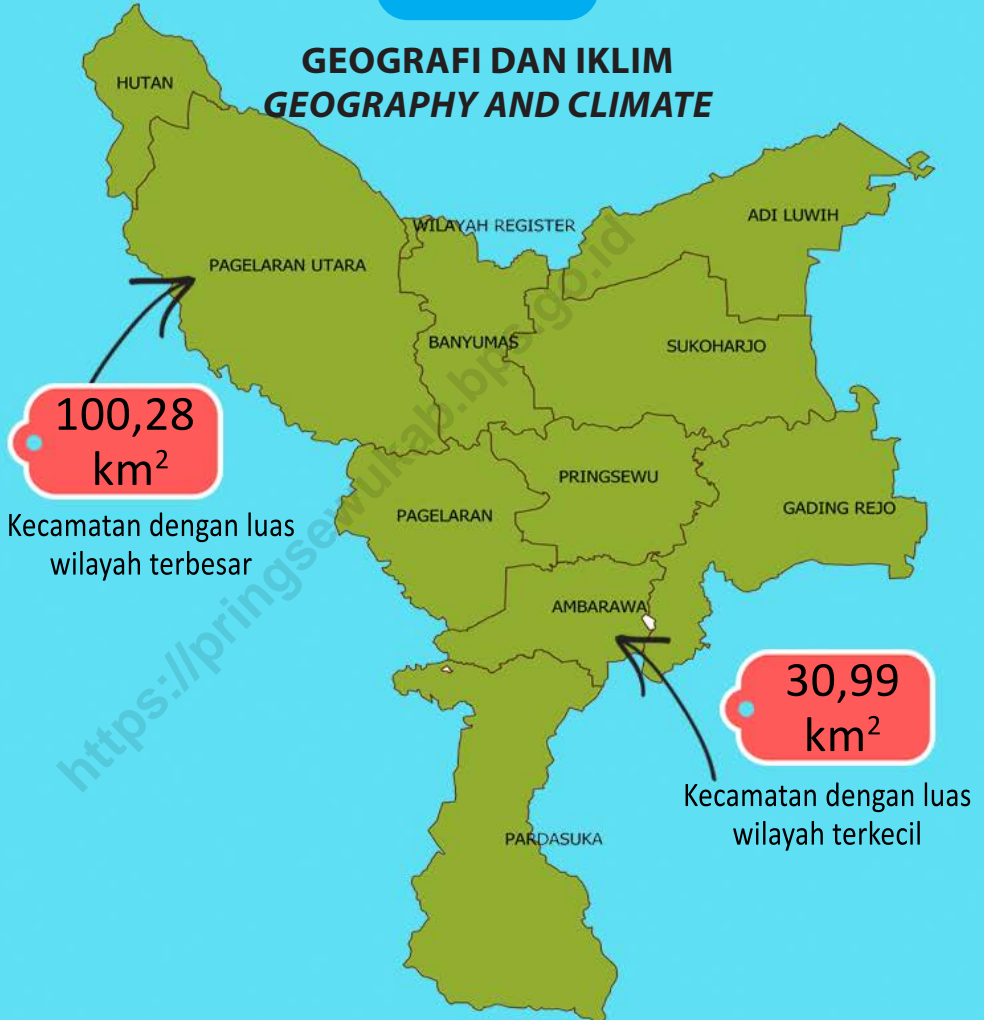 GEOGRAFI DAN IKLIM
GEOGRAPHY AND CLIMATE
HUTAN
WILAYAH REGISTER
ADI LUWIH
PAGELARAN UTARA
BANYUMAS
SUKOHARJO
100,28
km²
Kecamatan dengan luas
wilayah terbesar
PRINGSEWU
PAGELARAN
GADING REJO
AMBARAWA
30,99
km²
Kecamatan dengan luas
wilayah terkecil
PARDASUKA
https://pringsewukab.bps.go.id